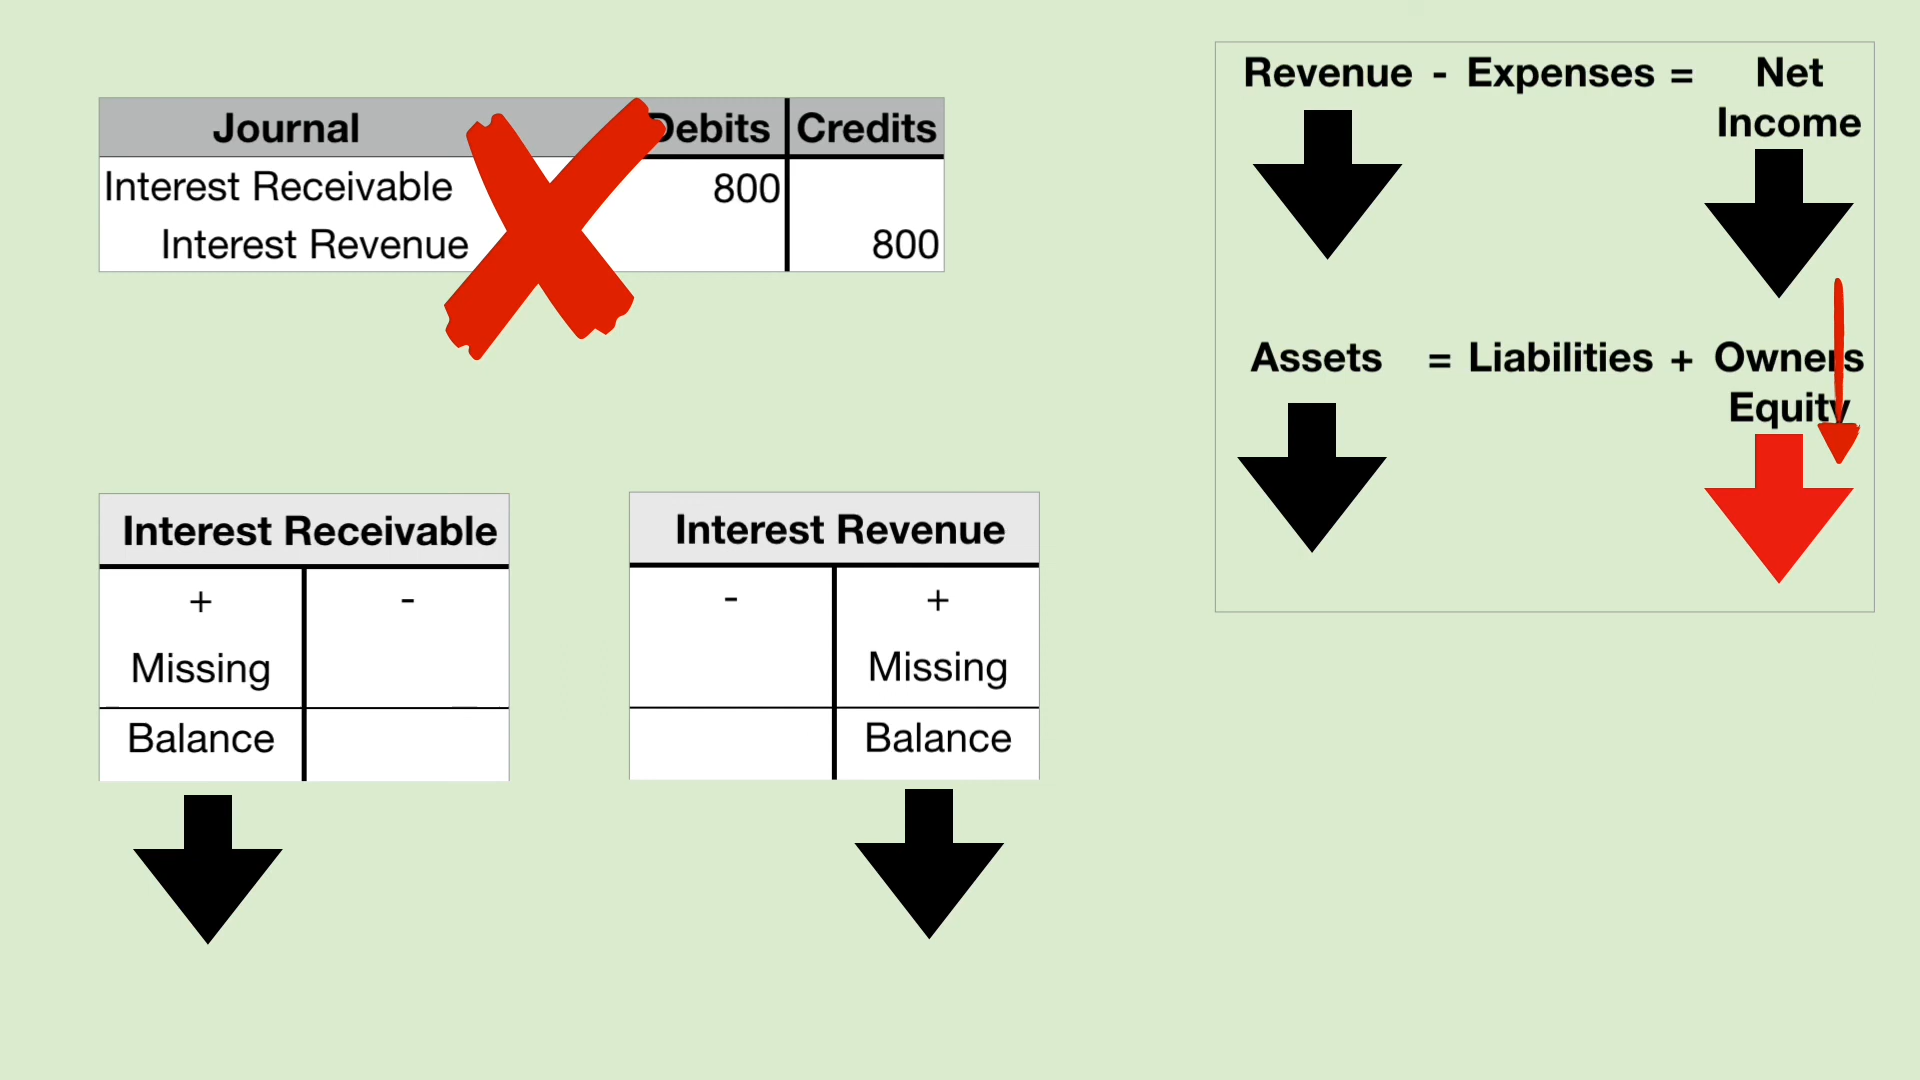 Journal Debits Credits
Interest Receivable 800
Interest Revenue 800
Revenue - Expenses = Net
Income
Assets = Liabilities + Owners
Equity
Interest Receivable
+ -
Missing
Balance
Interest Revenue
- +
Missing
Balance